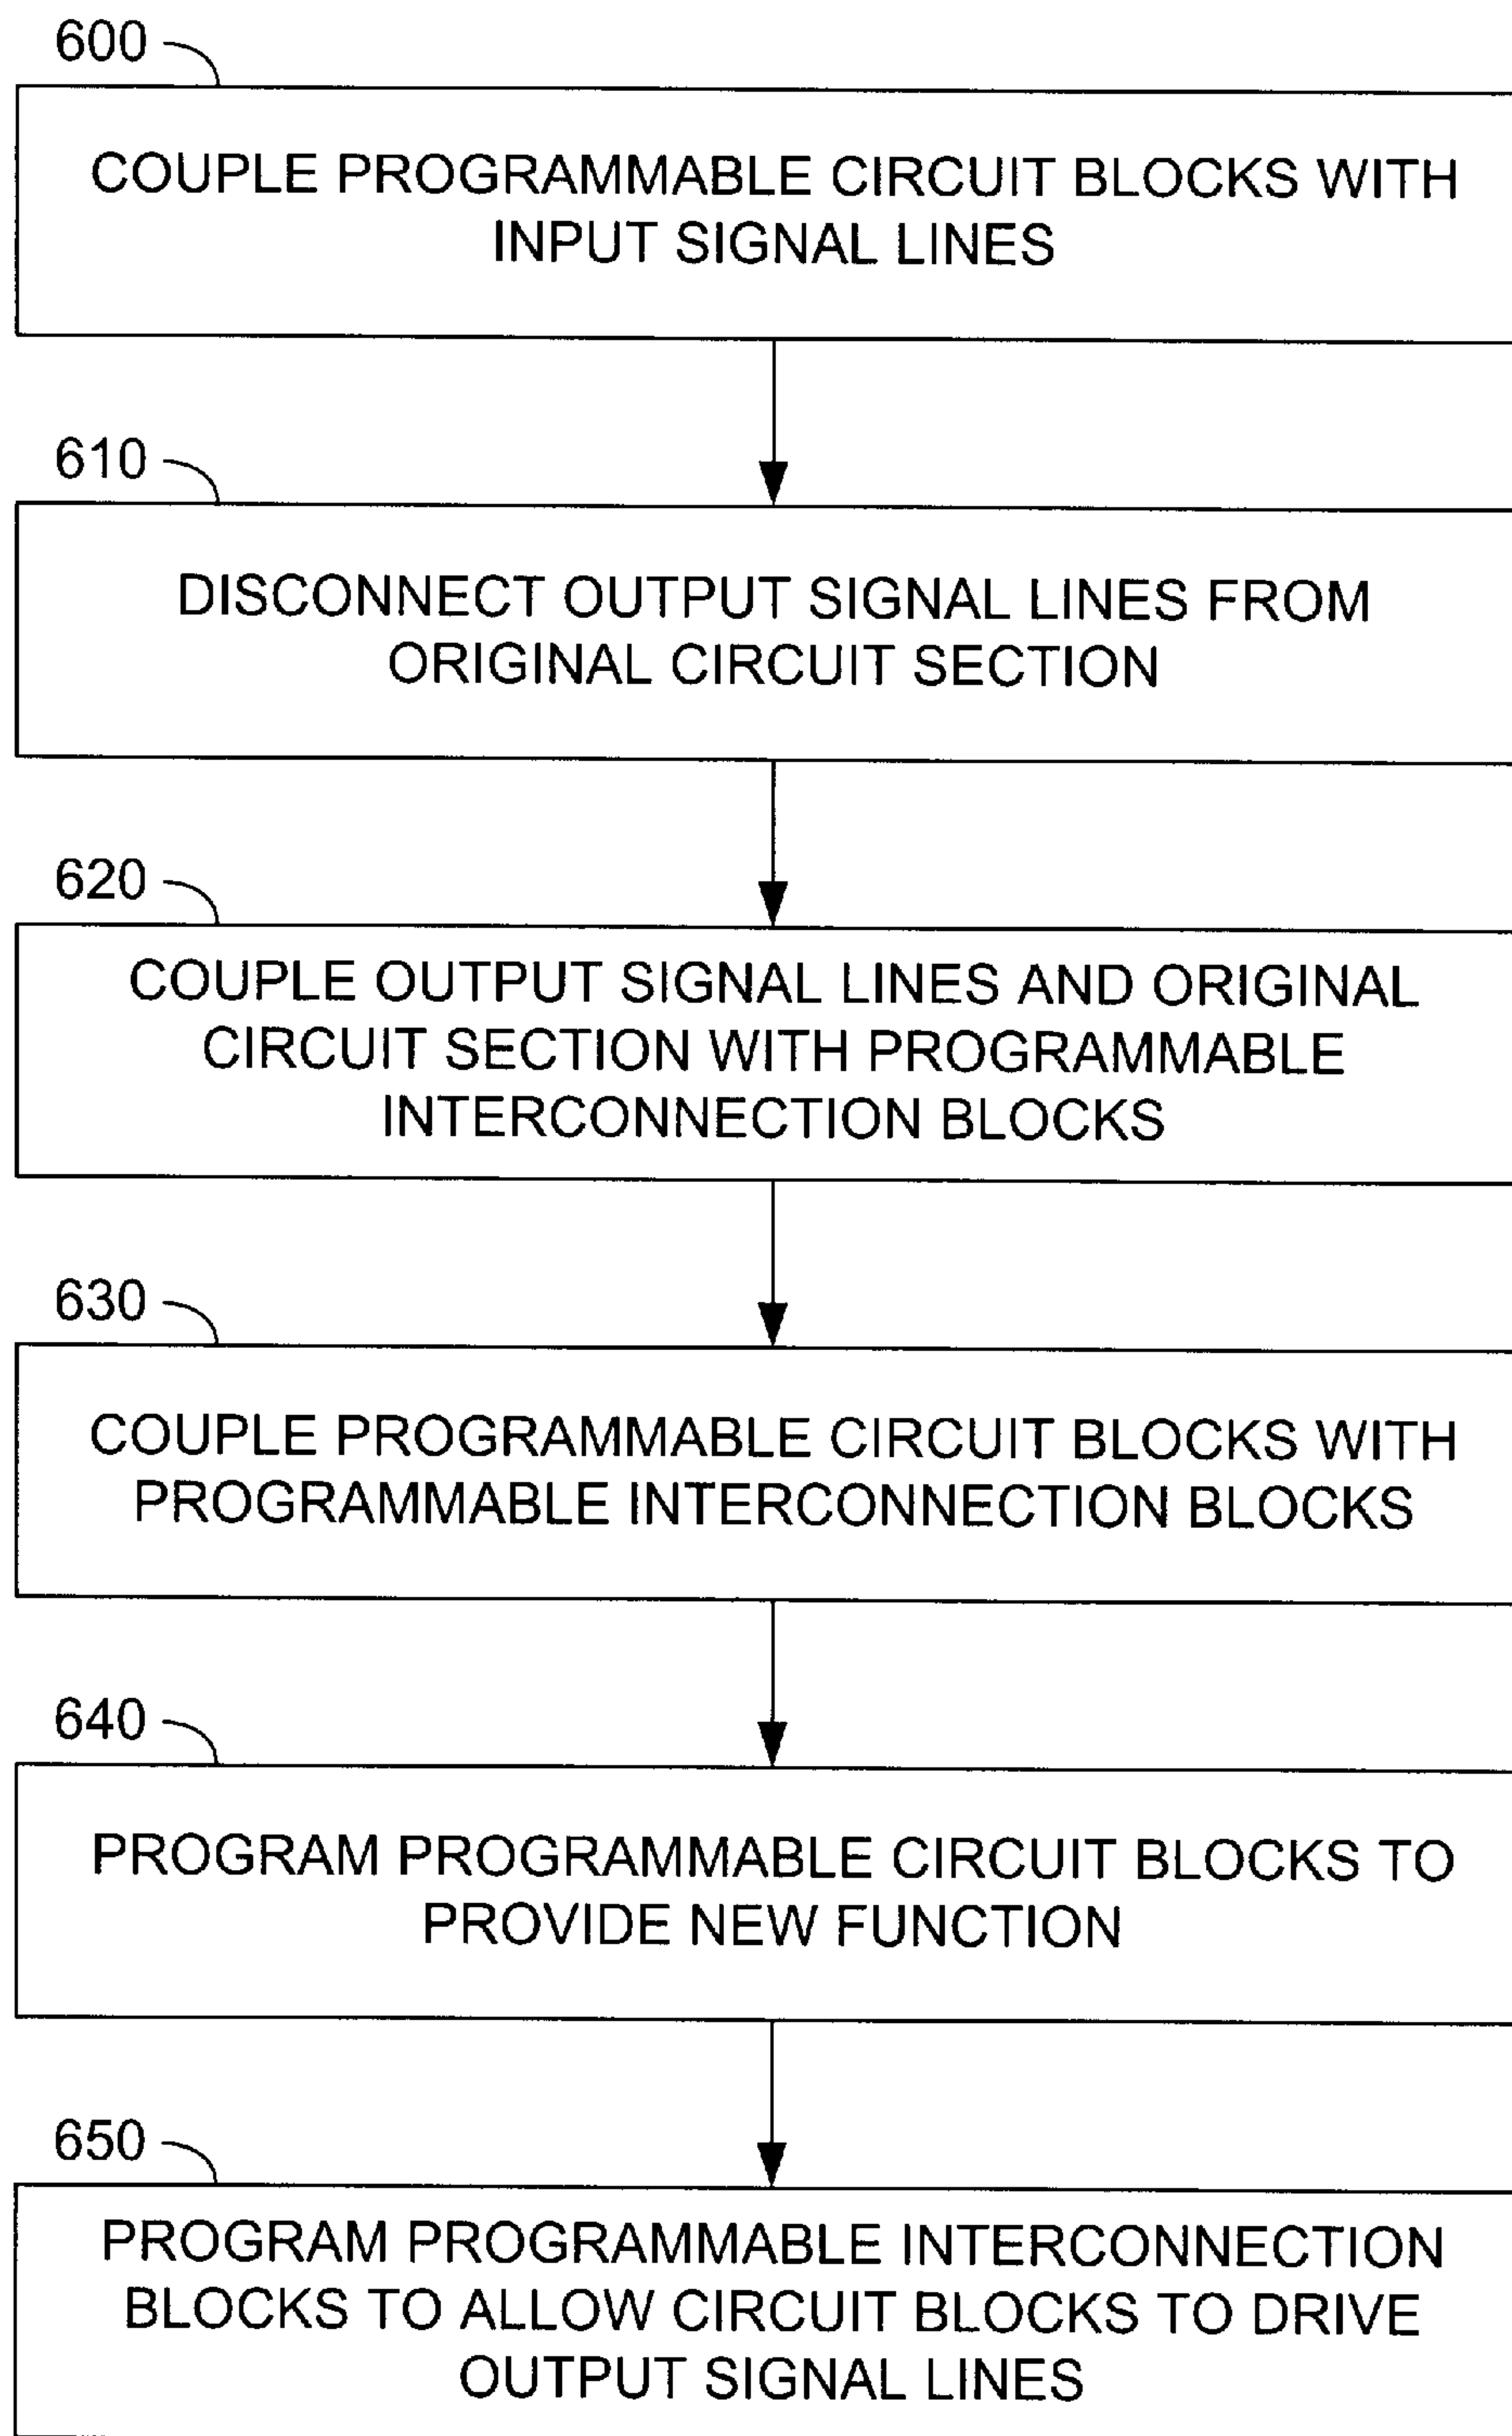 600
COUPLE PROGRAMMABLE CIRCUIT BLOCKS WITH
INPUT SIGNAL LINES
610
DISCONNECT OUTPUT SIGNAL LINES FROM
ORIGINAL CIRCUIT SECTION
620
COUPLE OUTPUT SIGNAL LINES AND ORIGINAL
CIRCUIT SECTION WITH PROGRAMMABLE
INTERCONNECTION BLOCKS
630
COUPLE PROGRAMMABLE CIRCUIT BLOCKS WITH
PROGRAMMABLE INTERCONNECTION BLOCKS
640
PROGRAM PROGRAMMABLE CIRCUIT BLOCKS TO
PROVIDE NEW FUNCTION
650
PROGRAM PROGRAMMABLE INTERCONNECTION
BLOCKS TO ALLOW CIRCUIT BLOCKS TO DRIVE
OUTPUT SIGNAL LINES